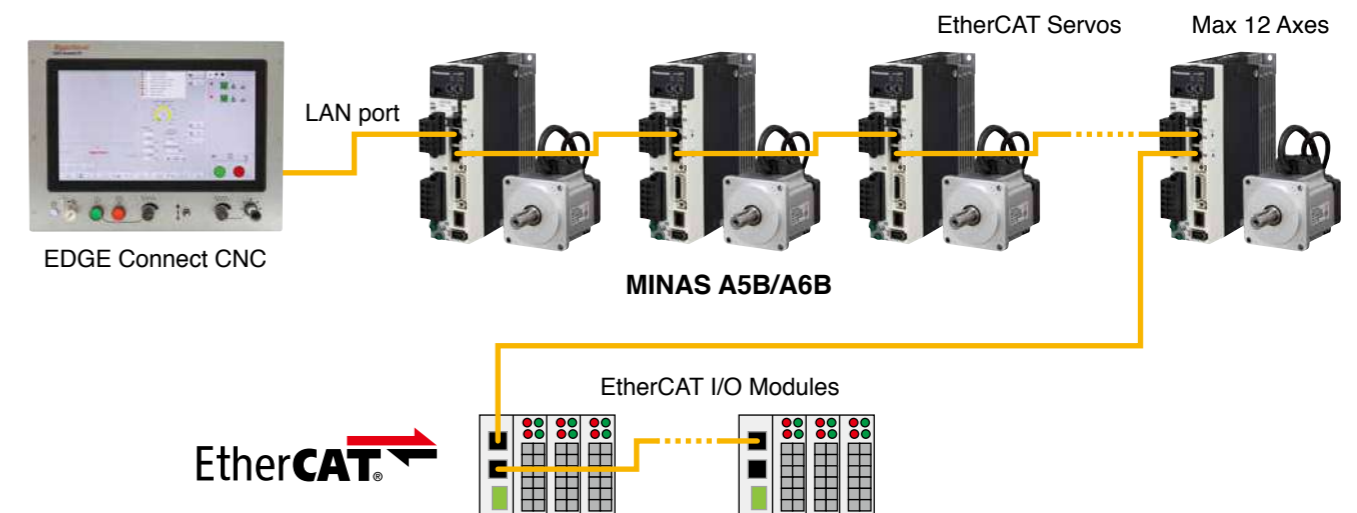 EtherCAT Servos
Max 12 Axes
LAN port
EDGE Connect CNC
MINAS A5B/A6B
EtherCAT I/O Modules
EtherCAT®